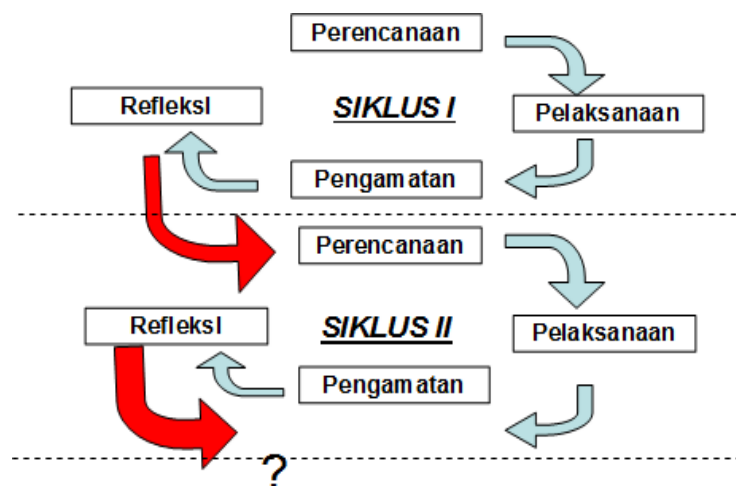 Perencanaan
Refleksi
SIKLUS I
Pelaksanaan
Pengamatan
Perencanaan
Refleksi
SIKLUS II
Pelaksanaan
Pengamatan
?